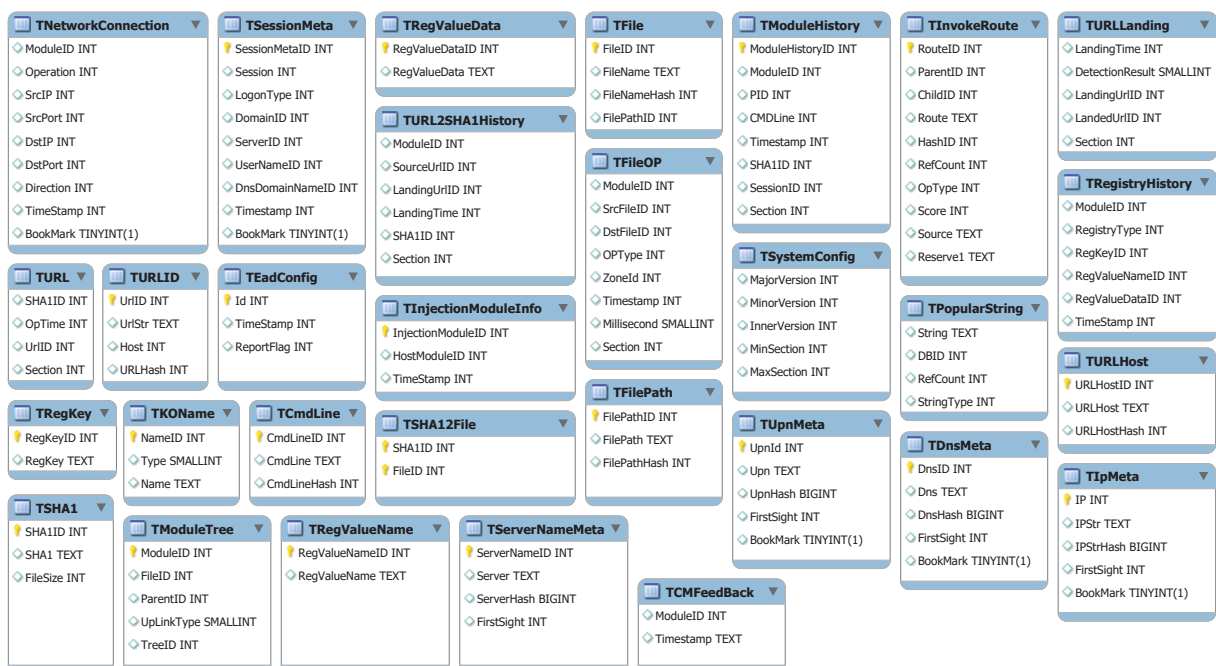 TNetworkConnection
ModuleID INT
Operation INT
SrcIP INT
SrcPort INT
DstIP INT
DstPort INT
Direction INT
TimeStamp INT
BookMark TINYINT(1)
TSessionMeta
SessionMetaID INT
Session INT
LogonType INT
DomainID INT
ServerID INT
UserNameID INT
DnsDomainNameID INT
Timestamp INT
BookMark TINYINT(1)
TRegValueData
RegValueDataID INT
RegValueData TEXT
TURL2SHA1History
ModuleID INT
SourceUrlID INT
LandingUrlID INT
LandingTime INT
SHA1ID INT
Section INT
TFile
FileID INT
FileName TEXT
FileNameHash INT
FilePathID INT
TFileOP
ModuleID INT
SrcFileID INT
DstFileID INT
OPType INT
ZoneId INT
Timestamp INT
Millisecond SMALLINT
Section INT
TModuleHistory
ModuleHistoryID INT
ModuleID INT
PID INT
CMDLine INT
Timestamp INT
SHA1ID INT
SessionID INT
Section INT
TInvokeRoute
RouteID INT
ParentID INT
ChildID INT
Route TEXT
HashID INT
RefCount INT
OpType INT
Score INT
Source TEXT
Reserve1 TEXT
TURLLanding
LandingTime INT
DetectionResult SMALLINT
LandingUrlID INT
LandedUrlID INT
Section INT
TRegistryHistory
ModuleID INT
RegistryType INT
RegKeyID INT
RegValueNameID INT
RegValueDataID INT
TimeStamp INT
TURL
SHA1ID INT
OpTime INT
UrlID INT
Section INT
TURLID
UrlID INT
UrlStr TEXT
Host INT
URLHash INT
TEadConfig
Id INT
TimeStamp INT
ReportFlag INT
TInjectionModuleInfo
InjectionModuleID INT
HostModuleID INT
TimeStamp INT
TSystemConfig
MajorVersion INT
MinorVersion INT
InnerVersion INT
MinSection INT
MaxSection INT
TPopularString
String TEXT
DBID INT
RefCount INT
StringType INT
TURLHost
URLHostID INT
URLHost TEXT
URLHostHash INT
TRegKey
RegKeyID INT
RegKey TEXT
TKOName
NameID INT
Type SMALLINT
Name TEXT
TCmdLine
CmdLineID INT
CmdLine TEXT
CmdLineHash INT
TSHA12File
SHA1ID INT
FileID INT
TFilePath
FilePathID INT
FilePath TEXT
FilePathHash INT
TUpnMeta
UpnId INT
Upn TEXT
UpnHash BIGINT
FirstSight INT
BookMark TINYINT(1)
TDnsMeta
DnsID INT
Dns TEXT
DnsHash BIGINT
FirstSight INT
BookMark TINYINT(1)
TIpMeta
IP INT
IPStr TEXT
IPStrHash BIGINT
FirstSight INT
BookMark TINYINT(1)
TSHA1
SHA1ID INT
SHA1 TEXT
FileSize INT
TModuleTree
ModuleID INT
FileID INT
ParentID INT
UpLinkType SMALLINT
TreeID INT
TRegValueName
RegValueNameID INT
RegValueName TEXT
TServerNameMeta
ServerNameID INT
Server TEXT
ServerHash BIGINT
FirstSight INT
TCMFeedBack
ModuleID INT
Timestamp TEXT